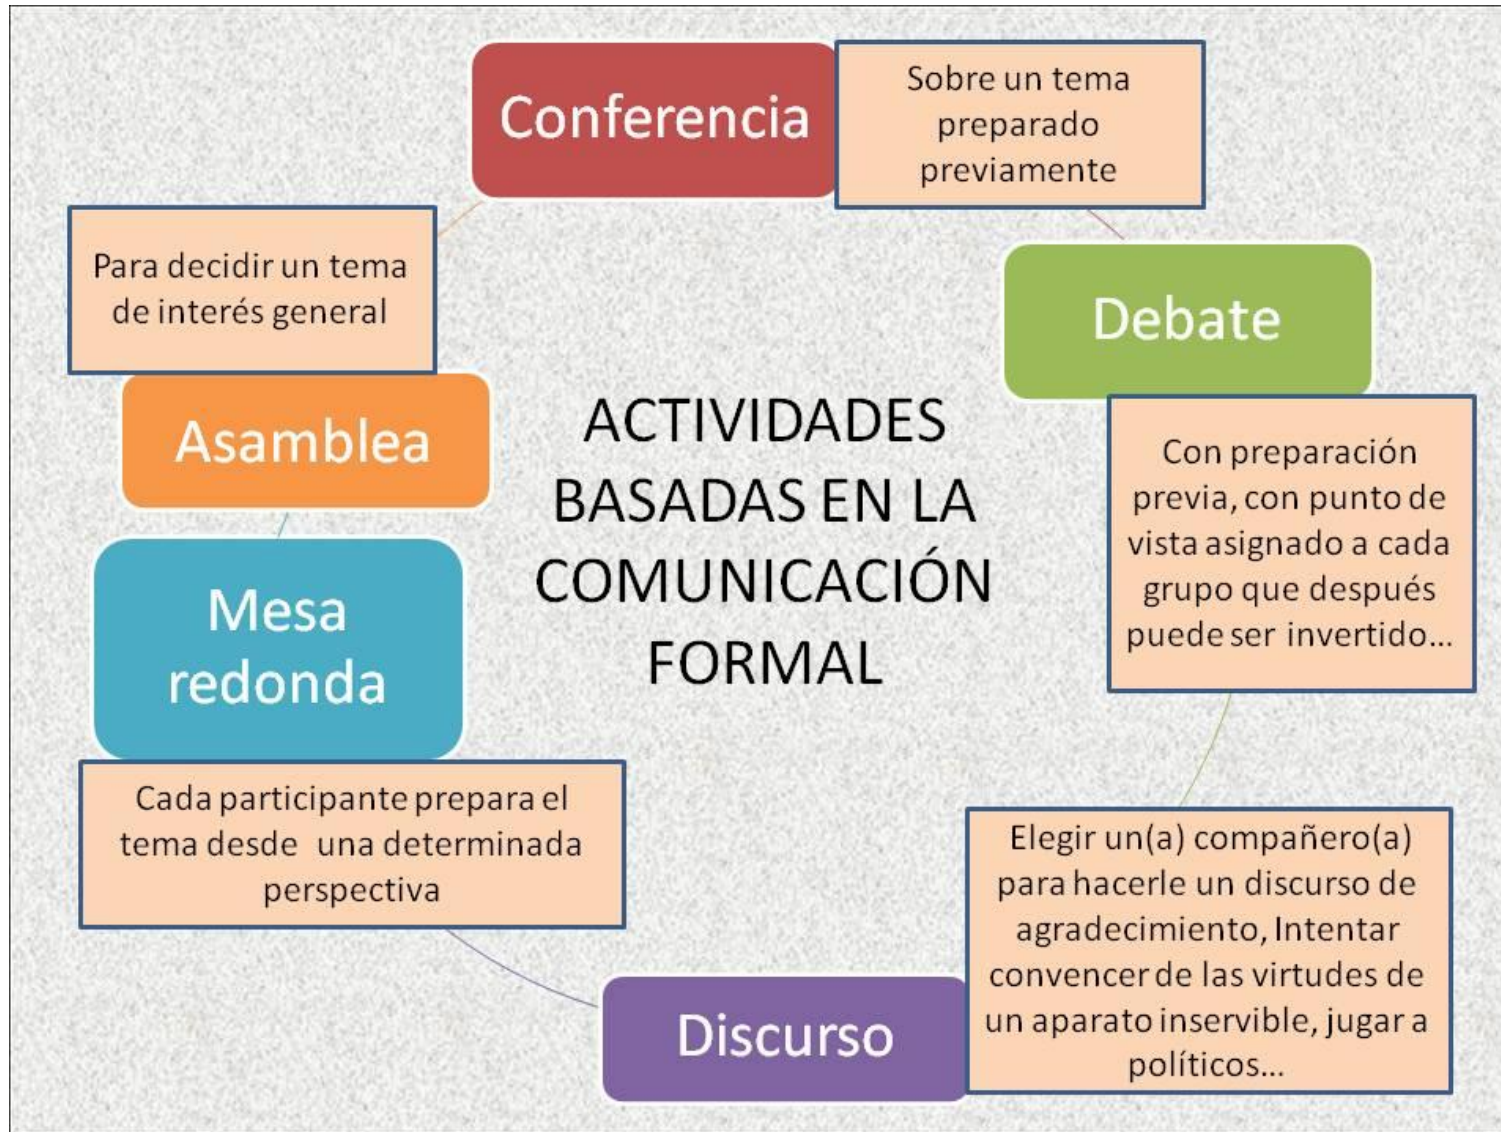 Conferencia
Sobre un tema
preparado
previamente
Debate
Con preparación
previa, con punto de
vista asignado a cada
grupo que después
puede ser invertido...
Elegir un(a) compañero(a)
para hacerle un discurso de
agradecimiento, Intentar
convencer de las virtudes de
un aparato inservible, jugar a
políticos...
Discurso
Mesa
redonda
Cada participante prepara el
tema desde una determinada
perspectiva
Para decidir un tema
de interés general
Asamblea
ACTIVIDADES
BASADAS EN LA
COMUNICACIÓN
FORMAL